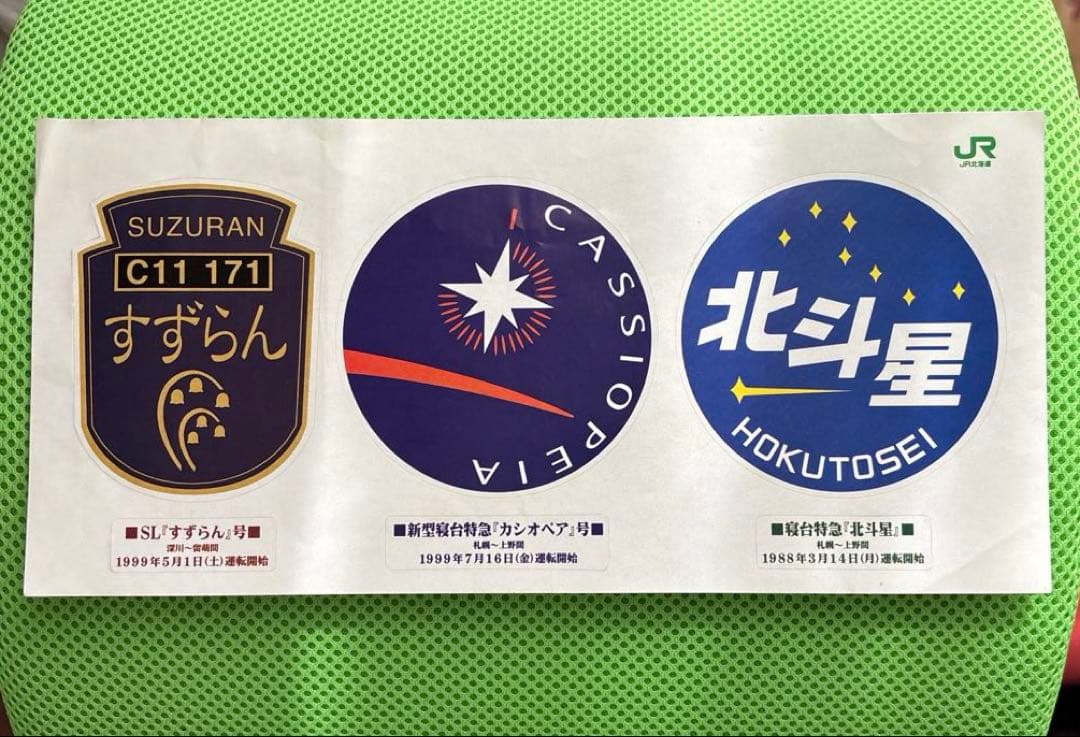 JR
JR北海道
SUZURAN
C11 171
すずらん
■SL『すずらん』号■
深川～留萌間
1999年5月1日(土)運転開始
CASSIOPEIA
■新型寝台特急『カシオペア』号■
札幌～上野間
1999年7月16日(金)運転開始
北斗星
HOKUTOSEI
■寝台特急『北斗星』■
札幌～上野間
1988年3月14日(月)運転開始